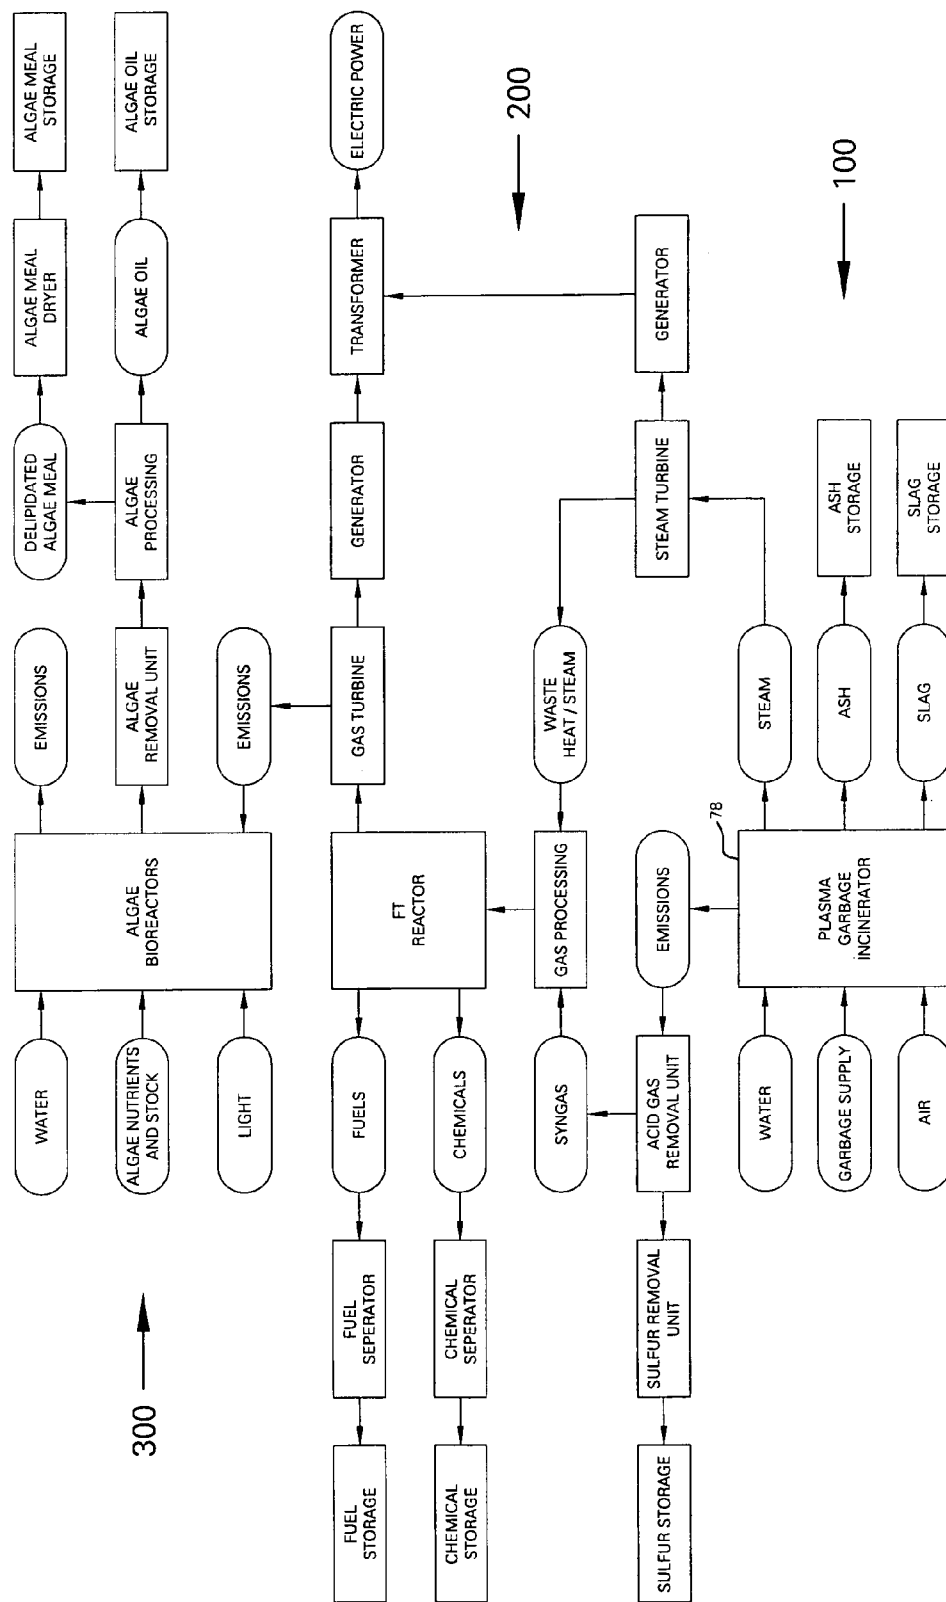 ALGAE MEAL
STORAGE
ALGAE OIL
STORAGE
ELECTRIC POWER
200
100
ALGAE MEAL
DRYER
ALGAE OIL
TRANSFORMER
GENERATOR
DELIPIDATED
ALGAE MEAL
ALGAE
PROCESSING
GENERATOR
STEAM TURBINE
ASH
STORAGE
SLAG
STORAGE
EMISSIONS
ALGAE
REMOVAL UNIT
EMISSIONS
GAS TURBINE
WASTE
HEAT / STEAM
STEAM
ASH
SLAG
ALGAE
BIOREACTORS
FT
REACTOR
GAS PROCESSING
EMISSIONS
78
PLASMA
GARBAGE
INCINERATOR
WATER
ALGAE NUTRIENTS
AND STOCK
LIGHT
FUELS
CHEMICALS
SYNGAS
ACID GAS
REMOVAL UNIT
WATER
GARBAGE SUPPLY
AIR
300
FUEL
SEPERATOR
CHEMICAL
SEPERATOR
SULFUR REMOVAL
UNIT
FUEL
STORAGE
CHEMICAL
STORAGE
SULFUR STORAGE